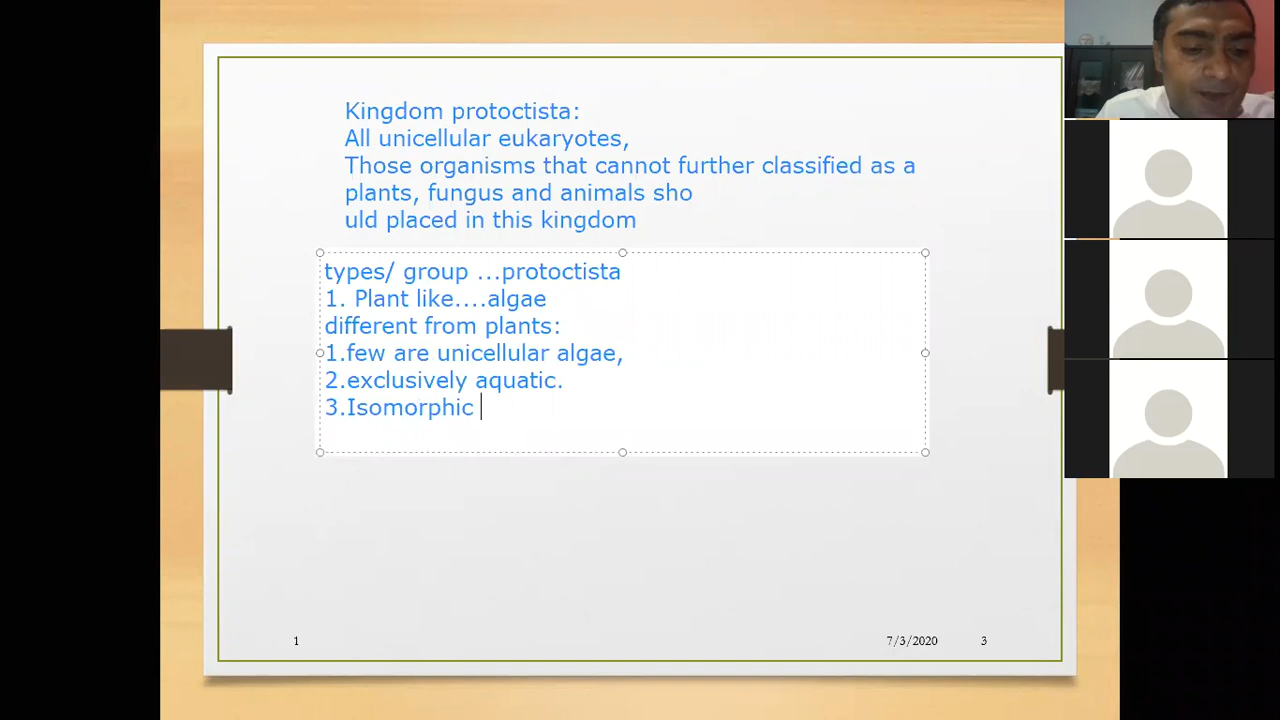 Kingdom protoctista:
All unicellular eukaryotes,
Those organisms that cannot further classified as a
plants, fungus and animals sho
uld placed in this kingdom
types/ group ...protoctista
1. Plant like....algae
different from plants:
1.few are unicellular algae,
2.exclusively aquatic.
3.Isomorphic
1
7/3/2020
3